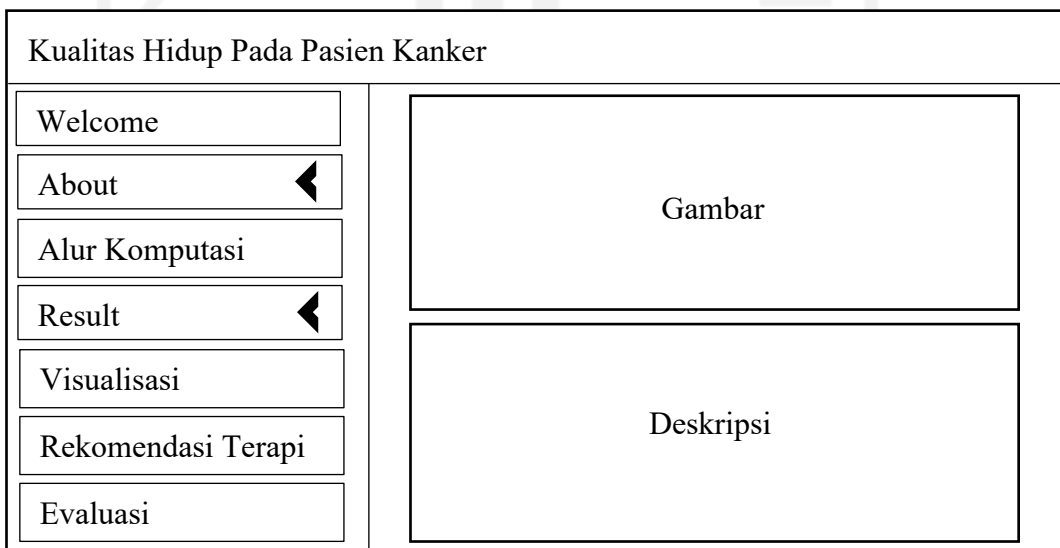 Kualitas Hidup Pada Pasien Kanker
Welcome
About
Alur Komputasi
Result
Visualisasi
Rekomendasi Terapi
Evaluasi
Gambar
Deskripsi